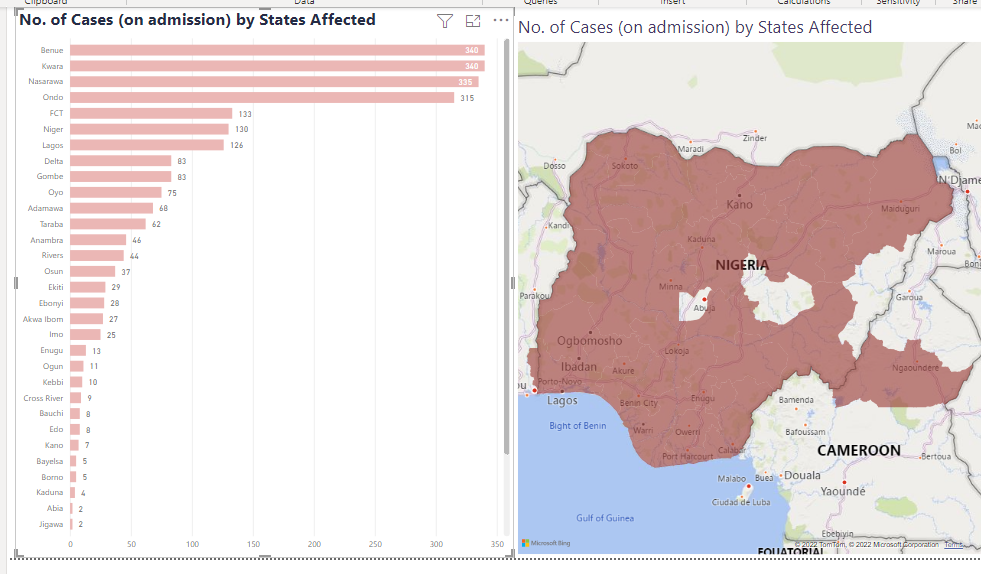 Clipboard
Data
Queries
Insert
Calculations
Sensitivity
Share
No. of Cases (on admission) by States Affected
Benue 340
Kwara 340
Nasarawa 335
Ondo 315
FCT 133
Niger 130
Lagos 126
Delta 83
Gombe 83
Oyo 75
Adamawa 68
Taraba 62
Anambra 46
Rivers 44
Osun 37
Ekiti 29
Ebonyi 28
Akwa Ibom 27
Imo 25
Enugu 13
Ogun 11
Kebbi 10
Cross River 9
Bauchi 8
Edo 8
Kano 7
Bayelsa 5
Borno 5
Kaduna 4
Abia 2
Jigawa 2
0 50 100 150 200 250 300 350
No. of Cases (on admission) by States Affected
Zinder
Maradi
Bol
Dosso
Sokoto
N'Djame
Kano
Maiduguri
Kandi
Kaduna
Maroua
NIGERIA
Bon
Minna
Parakou
Garoua
Abuja
Ogbomosho
Lokoja
Ibadan
Akure
Ngaoundere
Porto-Novo
Lagos
Benin City
Enugu
Bamenda
Bight of Benin
Warri
Owerri
Bafoussam
Calabar
CAMEROON
Port Harcourt
Bertoua
Malabo
Buea
Douala
Yaoundé
Ciudad de Luba
Gulf of Guinea
Ebebiyin
Microsoft Bing
© 2022 TomTom, © 2022 Microsoft Corporation Terms
EQUATORIAL